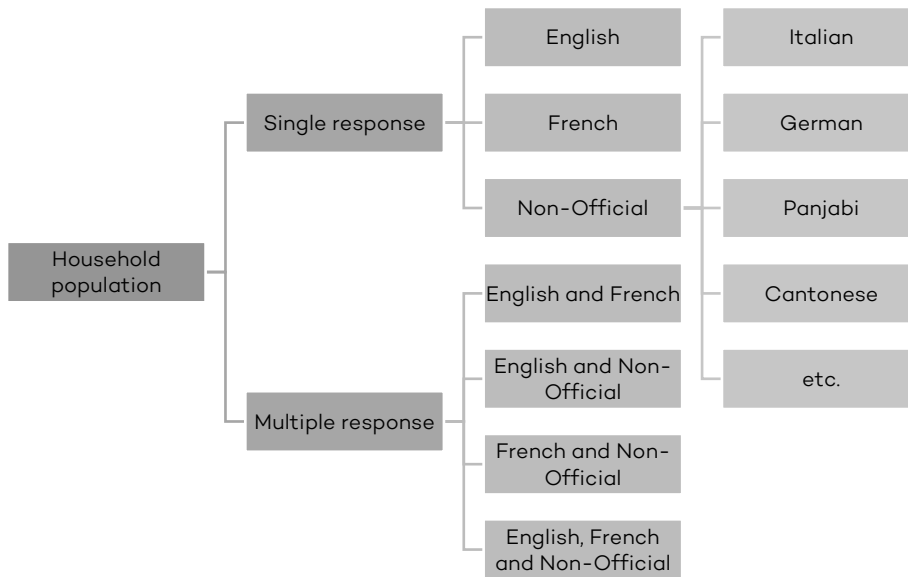 Household
population
Single response
English
French
Non-Official
Italian
German
Panjabi
Cantonese
etc.
Multiple response
English and French
English and Non-
Official
French and Non-
Official
English, French
and Non-Official